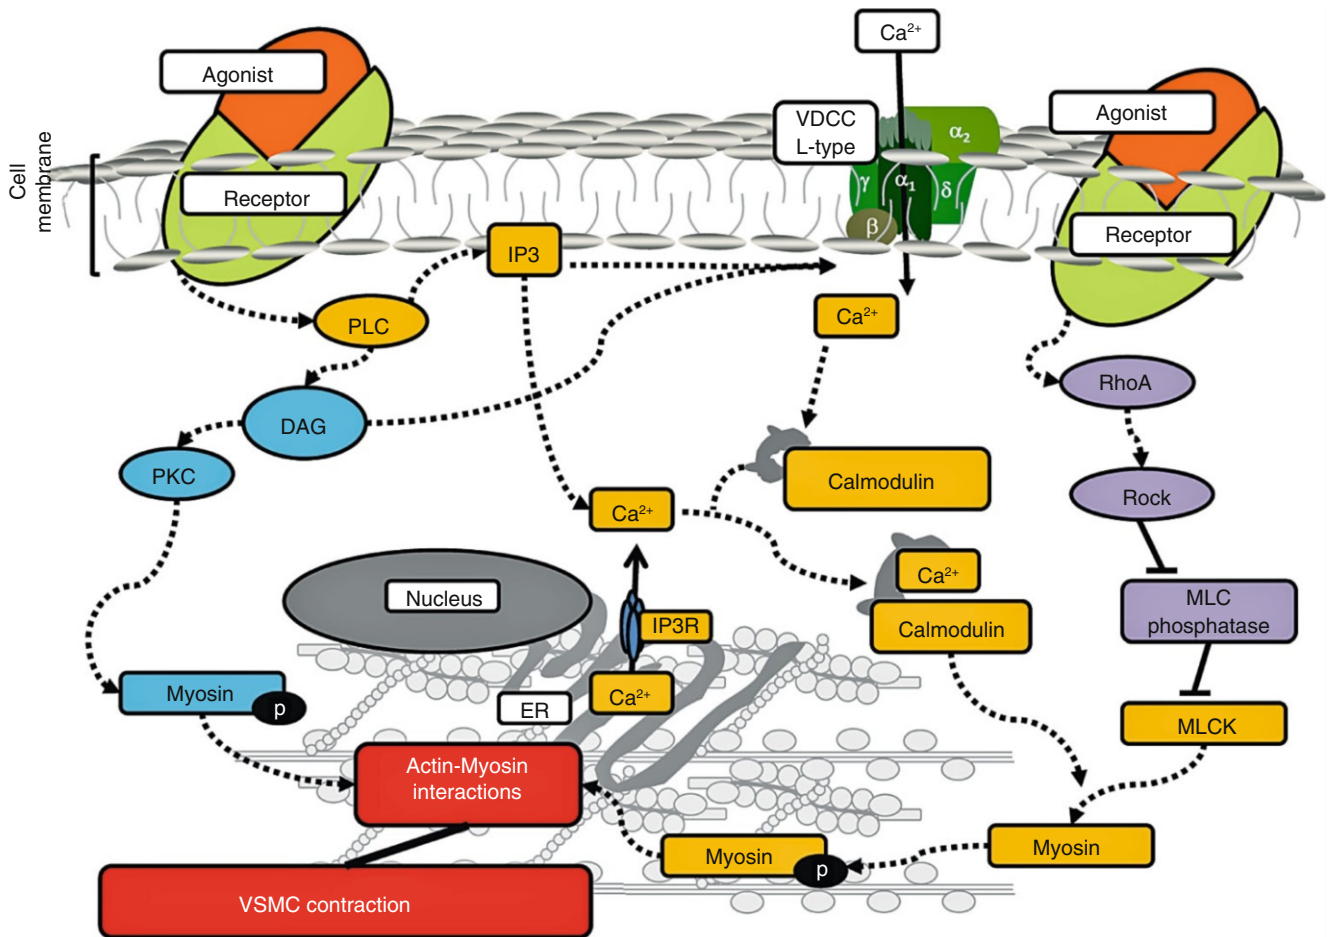 Ca²⁺
Agonist
VDCC
L-type
α₂
Agonist
Cell
membrane
Receptor
γ
α₁
δ
β
Receptor
IP3
PLC
Ca²⁺
RhoA
DAG
PKC
Calmodulin
Rock
Ca²⁺
Ca²⁺
Nucleus
IP3R
Calmodulin
MLC
phosphatase
Myosin
p
ER
Ca²⁺
MLCK
Actin-Myosin
interactions
Myosin
p
Myosin
VSMC contraction